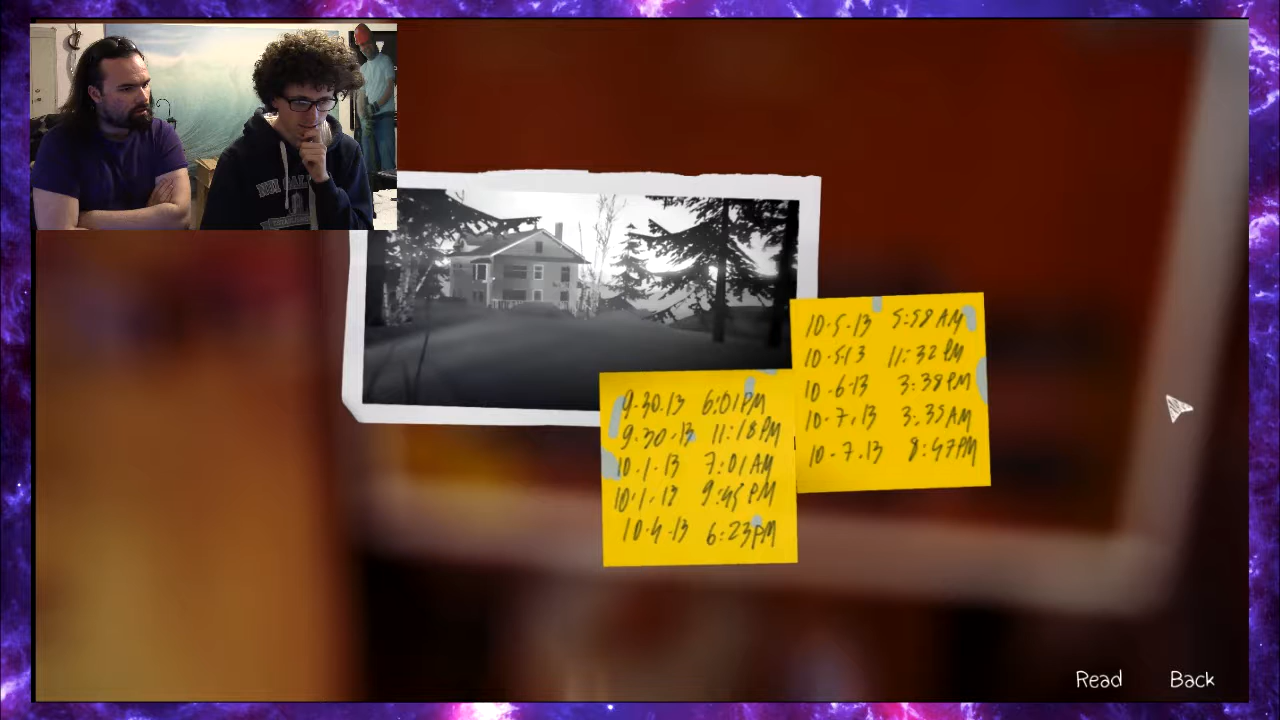 9.30.13 6:01PM
9.30.13 11:18PM
10.1.13 7:01AM
10.1.13 9:45PM
10.4.13 6:23PM
10.5.13 5:58AM
10.5.13 11:32PM
10.6.13 3:38PM
10.7.13 3:35AM
10.7.13 8:47PM
Read Back